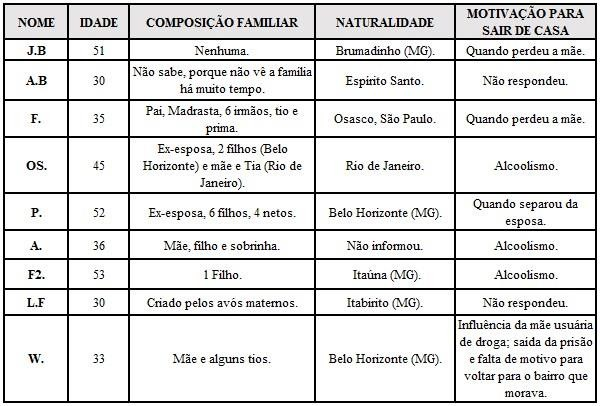 NOME IDADE COMPOSIÇÃO FAMILIAR NATURALIDADE MOTIVAÇÃO PARA
SAIR DE CASA
J.B 51 Nenhuma. Brumadinho (MG). Quando perdeu a mãe.
A.B 30 Não sabe, porque não vê a família
há muito tempo. Espirito Santo. Não respondeu.
F. 35 Pai, Madrasta, 6 irmãos, tio e
prima. Osasco, São Paulo. Quando perdeu a mãe.
OS. 45 Ex-esposa, 2 filhos (Belo
Horizonte) e mãe e Tia (Rio de
Janeiro). Rio de Janeiro. Alcoolismo.
P. 52 Ex-esposa, 6 filhos, 4 netos. Belo Horizonte (MG). Quando separou da
esposa.
A. 36 Mãe, filho e sobrinha. Não informou. Alcoolismo.
F2. 53 1 Filho. Itaúna (MG). Alcoolismo.
L.F 30 Criado pelos avós maternos. Itabirito (MG). Não respondeu.
W. 33 Mãe e alguns tios. Belo Horizonte (MG). Influência da mãe usuária
de droga; saída da prisão
e falta de motivo para
voltar para o bairro que
morava.